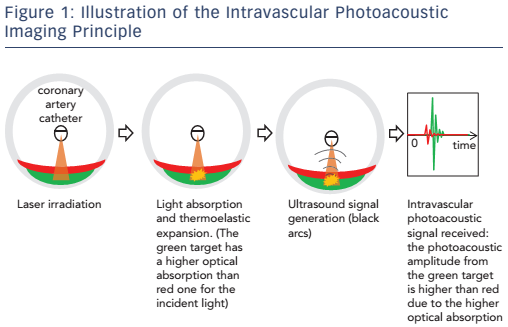 Figure 1: Illustration of the Intravascular Photoacoustic
Imaging Principle
coronary
artery
catheter
0
time
Laser irradiation
Light absorption
and thermoelastic
expansion. (The
green target has
a higher optical
absorption than
red one for the
incident light)
Ultrasound signal
generation (black
arcs)
Intravascular
photoacoustic
signal received:
the photoacoustic
amplitude from
the green target
is higher than red
due to the higher
optical absorption